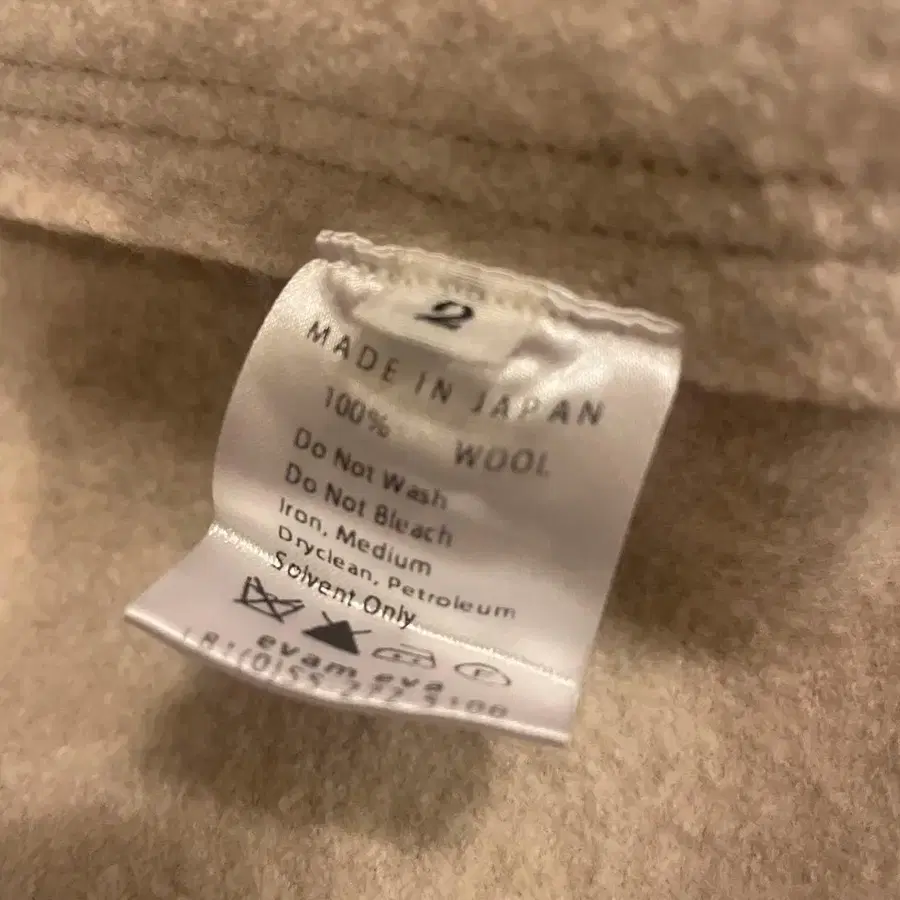 2
MADE IN JAPAN
100% WOOL
Do Not Wash
Do Not Bleach
Iron, Medium
Dryclean, Petroleum
Solvent Only
evam eva